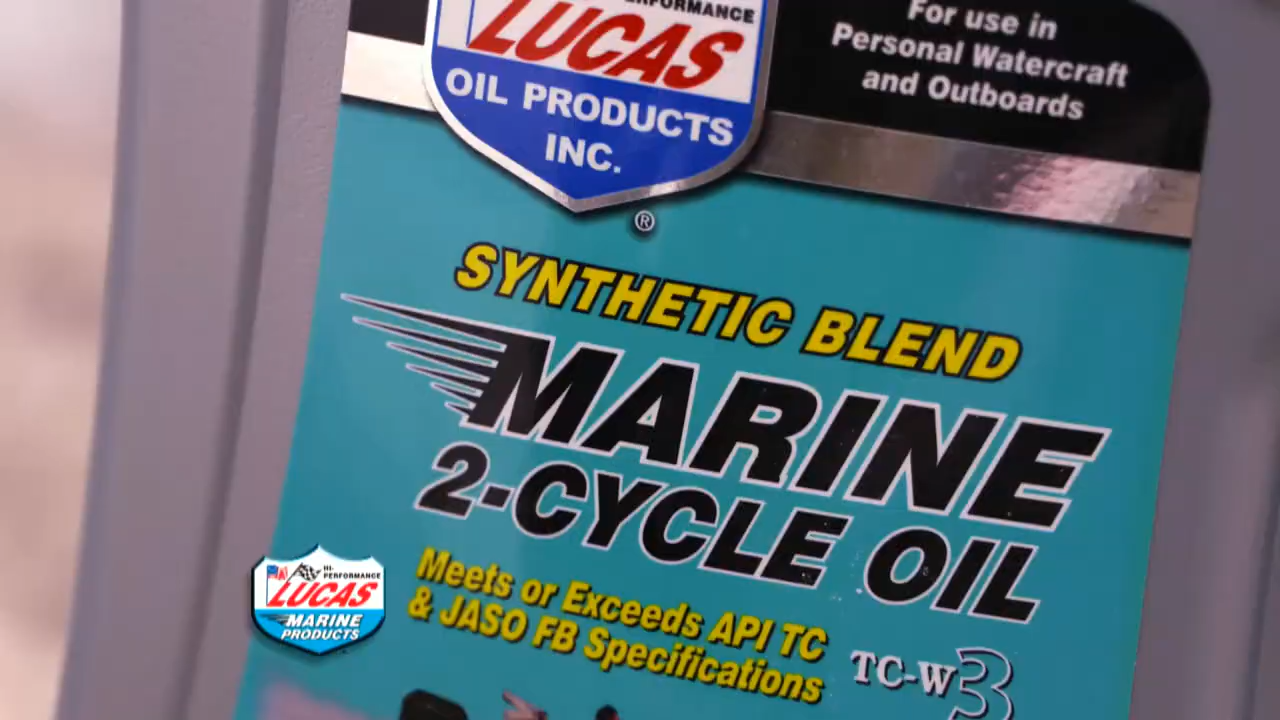 PERFORMANCE
LUCAS
OIL PRODUCTS
INC.
®
For use in
Personal Watercraft
and Outboards
SYNTHETIC BLEND
MARINE
2-CYCLE OIL
Meets or Exceeds API TC
& JASO FB Specifications
TC-W3
HI-
PERFORMANCE
LUCAS
MARINE
PRODUCTS